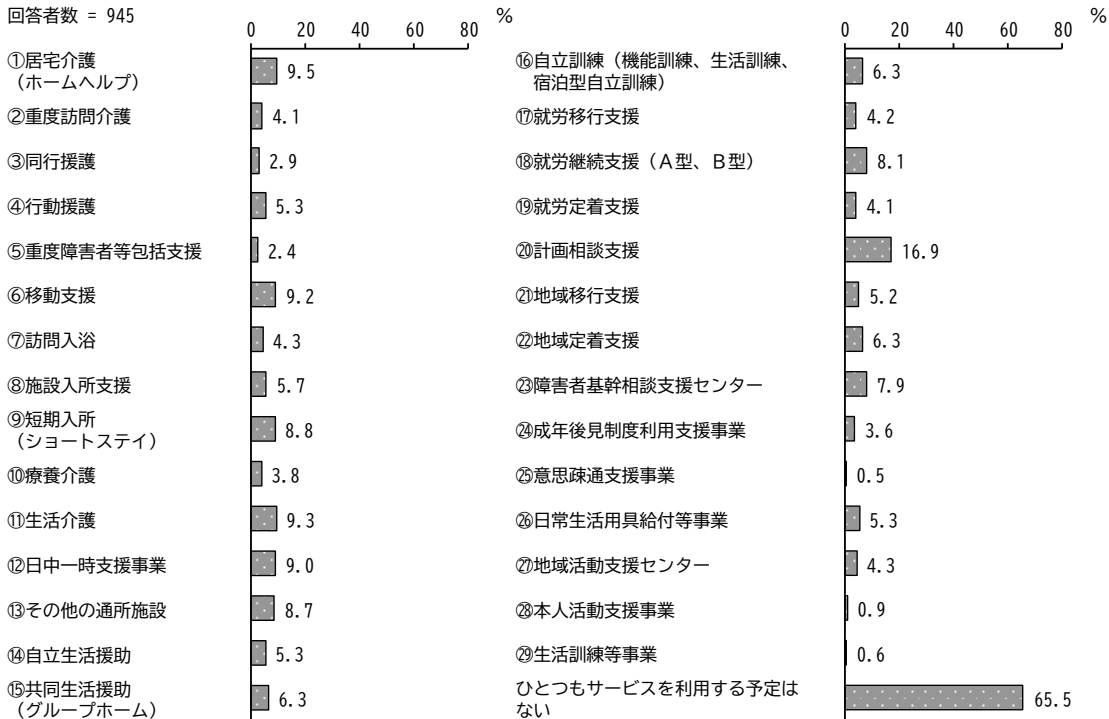 回答者数 = 945
0 20 40 60 80 %
①居宅介護
（ホームヘルプ） 9.5
②重度訪問介護 4.1
③同行援護 2.9
④行動援護 5.3
⑤重度障害者等包括支援 2.4
⑥移動支援 9.2
⑦訪問入浴 4.3
⑧施設入所支援 5.7
⑨短期入所
（ショートステイ） 8.8
⑩療養介護 3.8
⑪生活介護 9.3
⑫日中一時支援事業 9.0
⑬その他の通所施設 8.7
⑭自立生活援助 5.3
⑮共同生活援助
（グループホーム） 6.3
0 20 40 60 80 %
⑯自立訓練（機能訓練、生活訓練、
宿泊型自立訓練） 6.3
⑰就労移行支援 4.2
⑱就労継続支援（Ａ型、Ｂ型） 8.1
⑲就労定着支援 4.1
⑳計画相談支援 16.9
㉑地域移行支援 5.2
㉒地域定着支援 6.3
㉓障害者基幹相談支援センター 7.9
㉔成年後見制度利用支援事業 3.6
㉕意思疎通支援事業 0.5
㉖日常生活用具給付等事業 5.3
㉗地域活動支援センター 4.3
㉘本人活動支援事業 0.9
㉙生活訓練等事業 0.6
ひとつもサービスを利用する予定は
ない 65.5